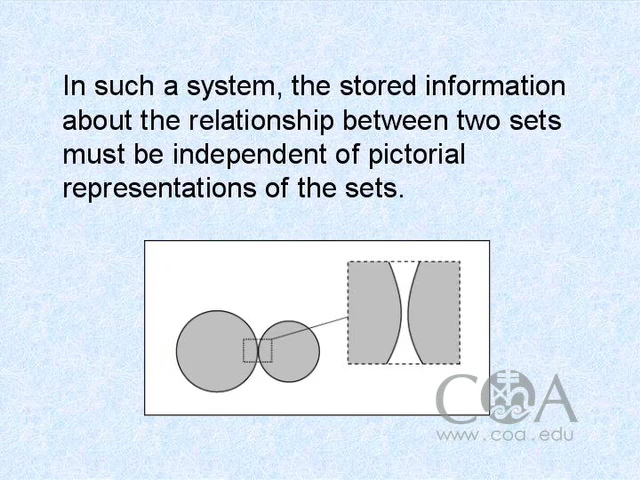 In such a system, the stored information
about the relationship between two sets
must be independent of pictorial
representations of the sets.
COA
www.coa.edu